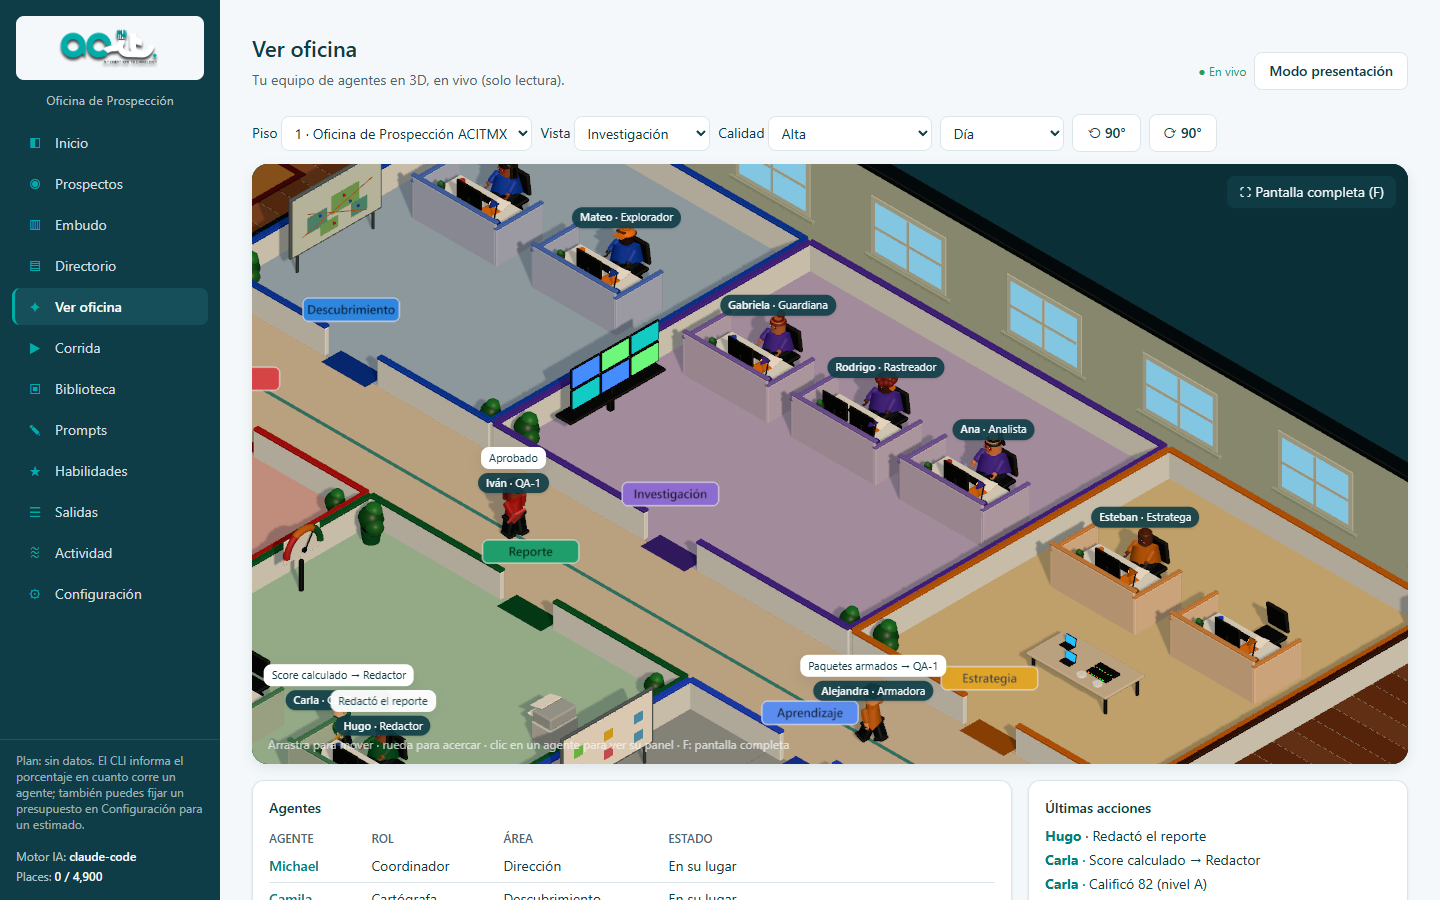 acit
Oficina de Prospección
Inicio
Prospectos
Embudo
Directorio
Ver oficina
Corrida
Biblioteca
Prompts
Habilidades
Salidas
Actividad
Configuración
Plan: sin datos. El CLI informa el
porcentaje en cuanto corre un
agente; también puedes fijar un
presupuesto en Configuración para
un estimado.
Motor IA: claude-code
Places: 0 / 4,900
Ver oficina
Tu equipo de agentes en 3D, en vivo (solo lectura).
● En vivo
Modo presentación
Piso 1 · Oficina de Prospección ACITMX Vista Investigación Calidad Alta Día 90° 90°
Pantalla completa (F)
Mateo · Explorador
Descubrimiento
Gabriela · Guardiana
Rodrigo · Rastreador
Ana · Analista
Aprobado
Iván · QA-1
Investigación
Reporte
Esteban · Estratega
Score calculado → Redactor
Carla ·
Redactó el reporte
Hugo · Redactor
Paquetes armados → QA-1
Alejandra · Armadora
Estrategia
Aprendizaje
Arrastra para mover · rueda para acercar · clic en un agente para ver su panel · F: pantalla completa
Agentes
AGENTE ROL ÁREA ESTADO
Michael Coordinador Dirección En su lugar
Camila Cartógrafa Descubrimiento En su lugar
Últimas acciones
Hugo · Redactó el reporte
Carla · Score calculado → Redactor
Carla · Calificó 82 (nivel A)